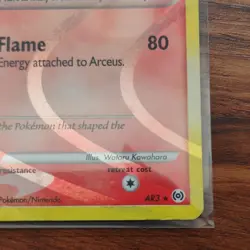 Flame 80
Energy attached to Arceus.
the Pokémon that shaped the
Illus. Wataru Kawahara
resistance retreat cost
AR3
Pokémon/Nintendo